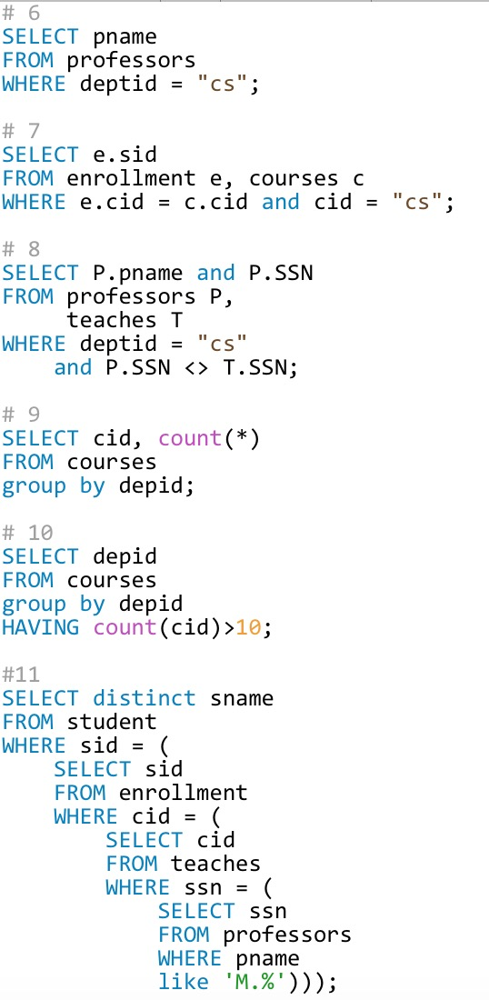 # 6
SELECT pname
FROM professors
WHERE deptid = "cs";
# 7
SELECT e.sid
FROM enrollment e, courses c
WHERE e.cid = c.cid and cid = "cs";
# 8
SELECT P.pname and P.SSN
FROM professors P,
teaches T
WHERE deptid = "cs"
and P.SSN <> T.SSN;
# 9
SELECT cid, count(*)
FROM courses
group by depid;
# 10
SELECT depid
FROM courses
group by depid
HAVING count(cid)>10;
#11
SELECT distinct sname
FROM student
WHERE sid = (
SELECT sid
FROM enrollment
WHERE cid = (
SELECT cid
FROM teaches
WHERE ssn = (
SELECT ssn
FROM professors
WHERE pname
like 'M.%')));